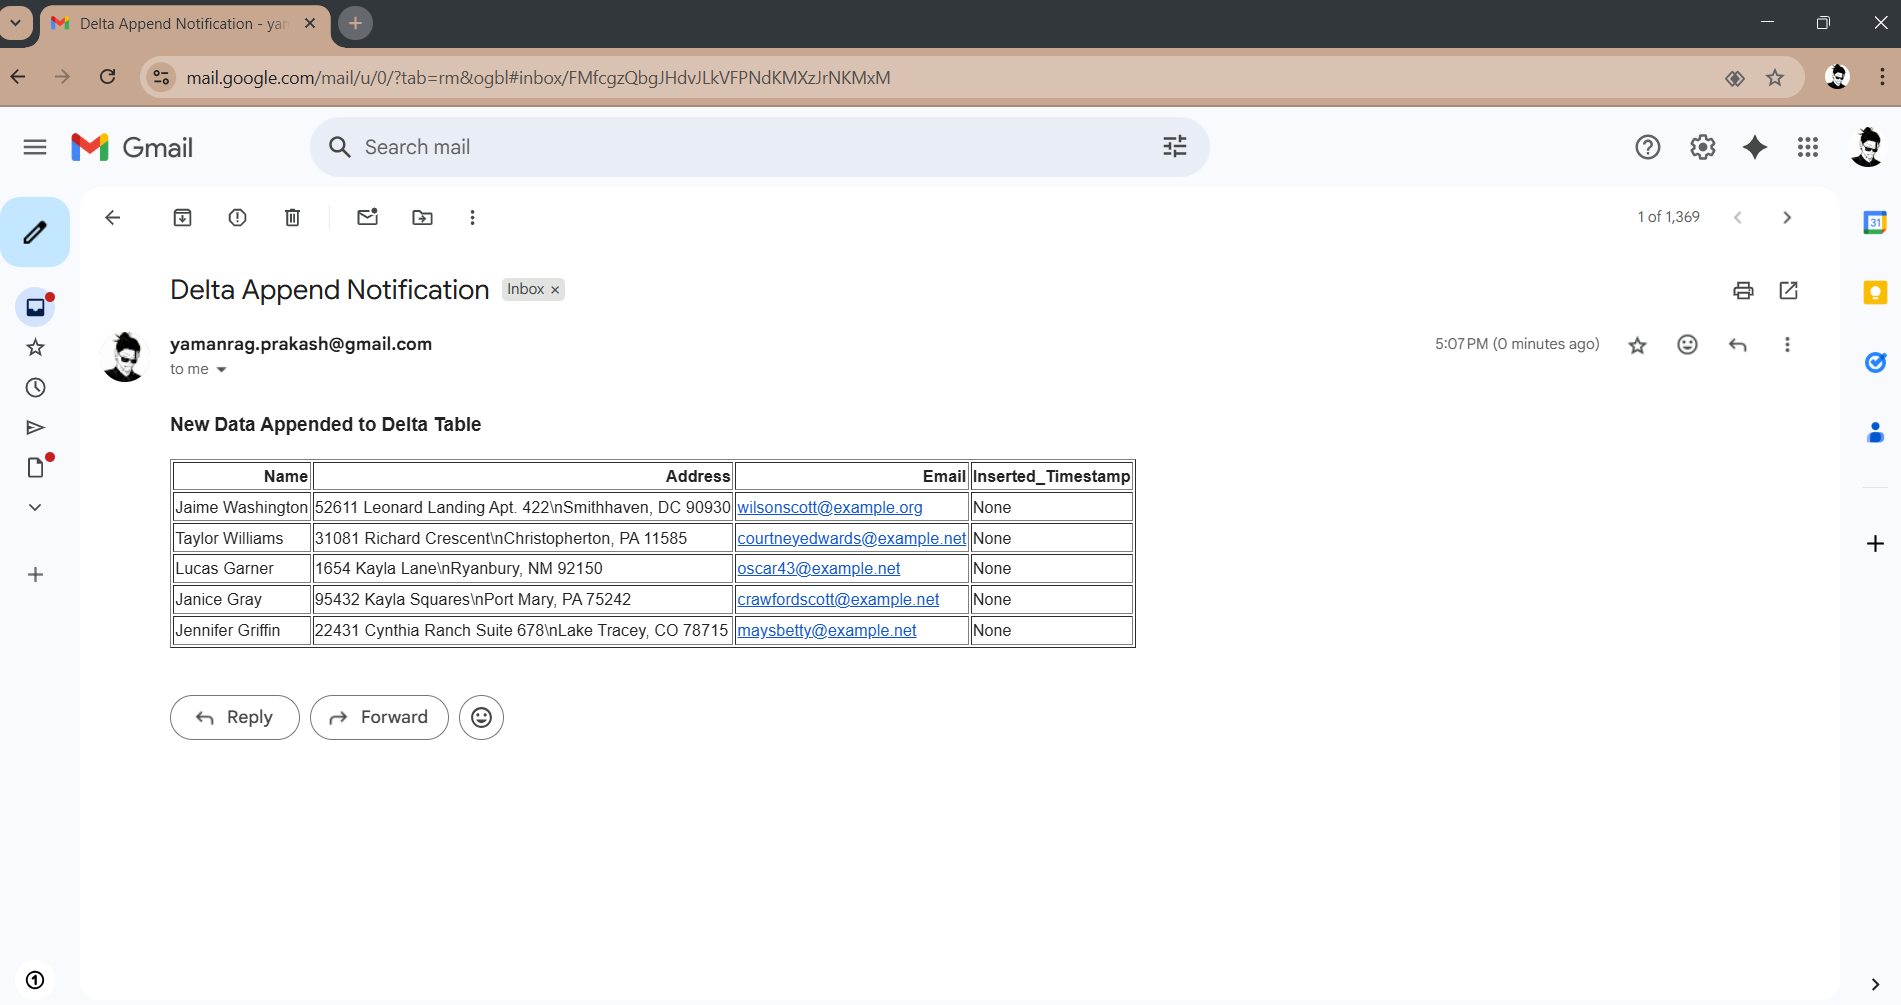 Delta Append Notification - yan
mail.google.com/mail/u/0/?tab=rm&ogbl#inbox/FMfcgzQbgJHdvJLkVFPNdKMXzJrNKMxM
Gmail
Search mail
1 of 1,369
31
Delta Append Notification Inbox ×
yamanrag.prakash@gmail.com
5:07 PM (0 minutes ago)
to me
New Data Appended to Delta Table
Name Address Email Inserted_Timestamp
Jaime Washington 52611 Leonard Landing Apt. 422\nSmithhaven, DC 90930 wilsonscott@example.org None
Taylor Williams 31081 Richard Crescent\nChristopherton, PA 11585 courtneyedwards@example.net None
Lucas Garner 1654 Kayla Lane\nRyanbury, NM 92150 oscar43@example.net None
Janice Gray 95432 Kayla Squares\nPort Mary, PA 75242 crawfordscott@example.net None
Jennifer Griffin 22431 Cynthia Ranch Suite 678\nLake Tracey, CO 78715 maysbetty@example.net None
Reply Forward
1